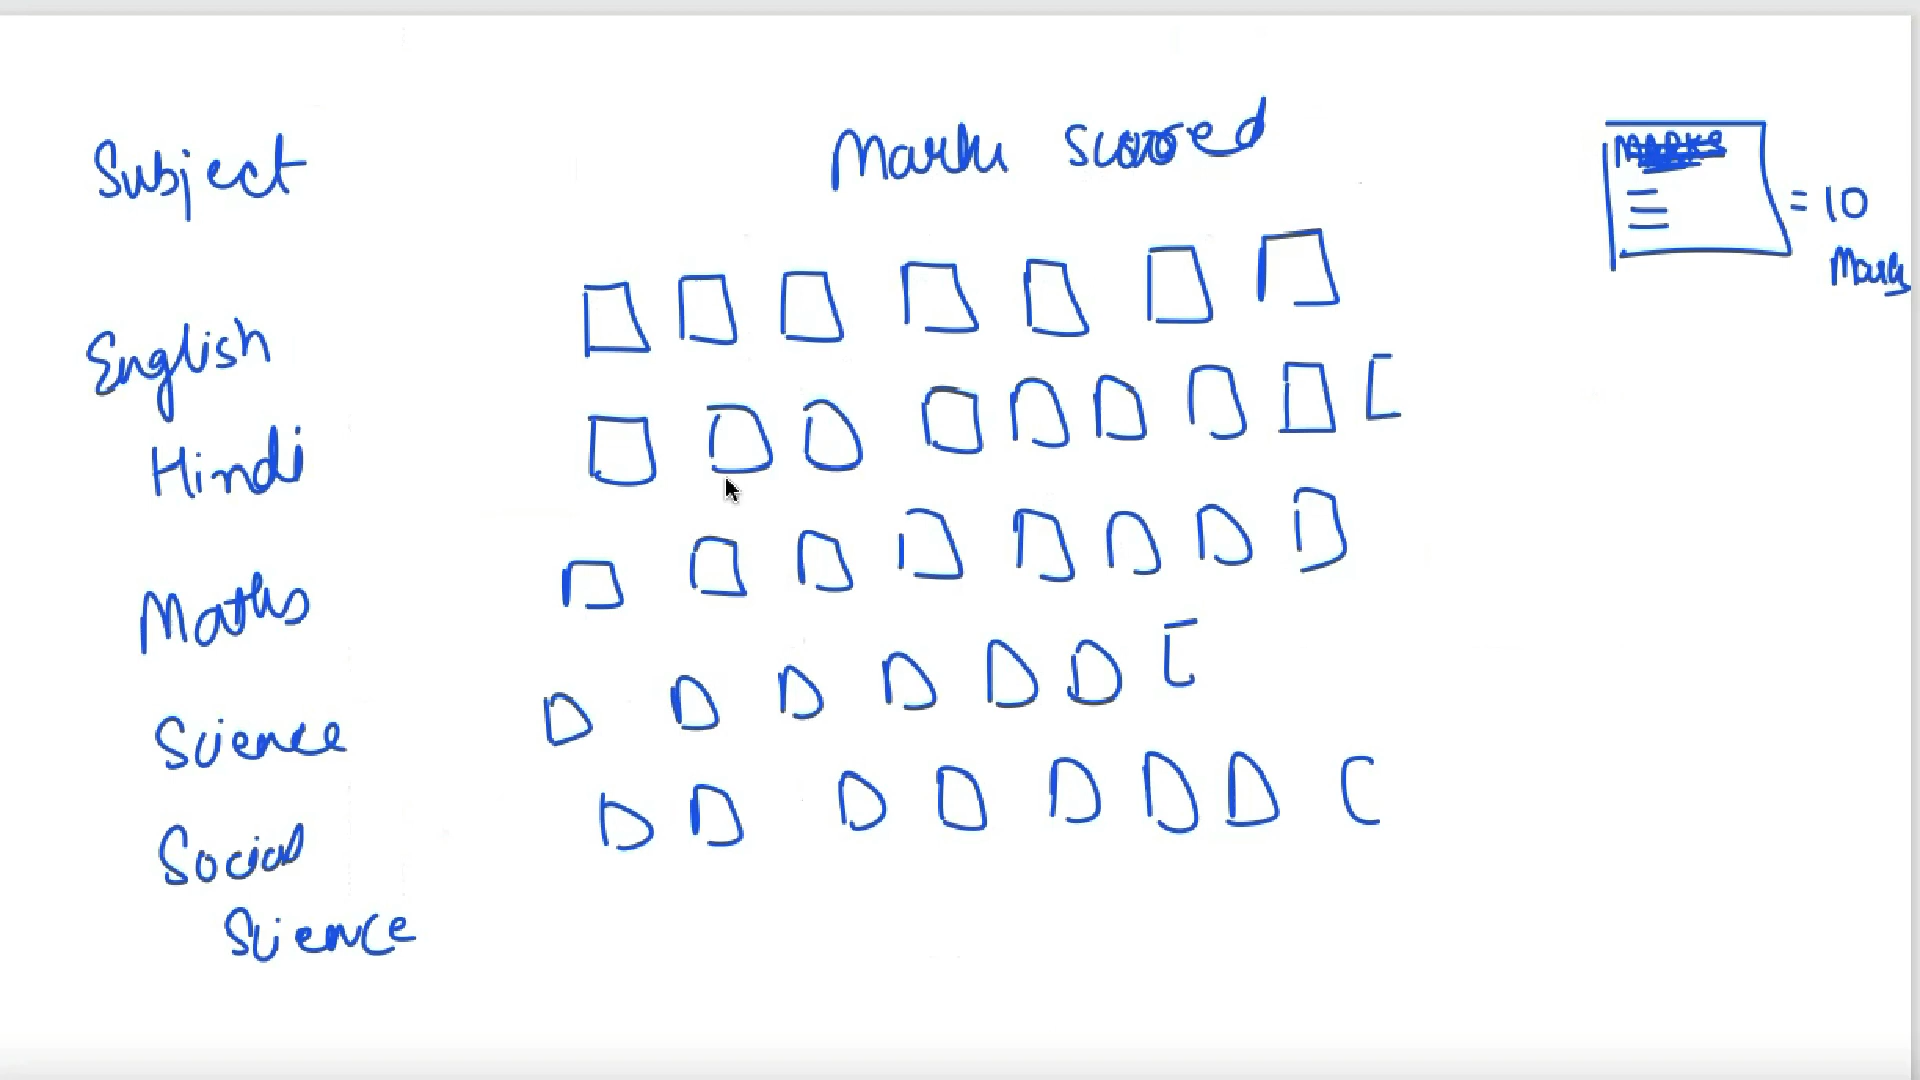 Subject
Marks scored
= 10
Marks
English
Hindi
Maths
Science
Social
Science